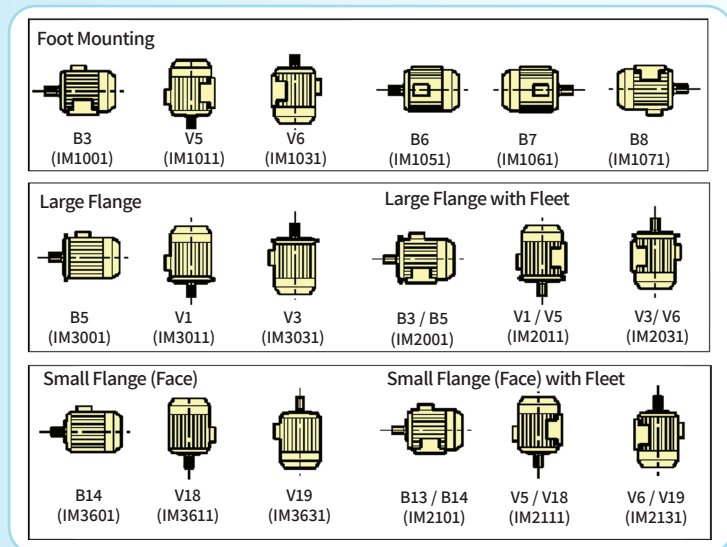 Foot Mounting
B3 V5 V6 B6 B7 B8
(IM1001) (IM1011) (IM1031) (IM1051) (IM1061) (IM1071)
Large Flange Large Flange with Fleet
B5 V1 V3 B3 / B5 V1 / V5 V3/ V6
(IM3001) (IM3011) (IM3031) (IM2001) (IM2011) (IM2031)
Small Flange (Face) Small Flange (Face) with Fleet
B14 V18 V19 B13 / B14 V5 / V18 V6 / V19
(IM3601) (IM3611) (IM3631) (IM2101) (IM2111) (IM2131)